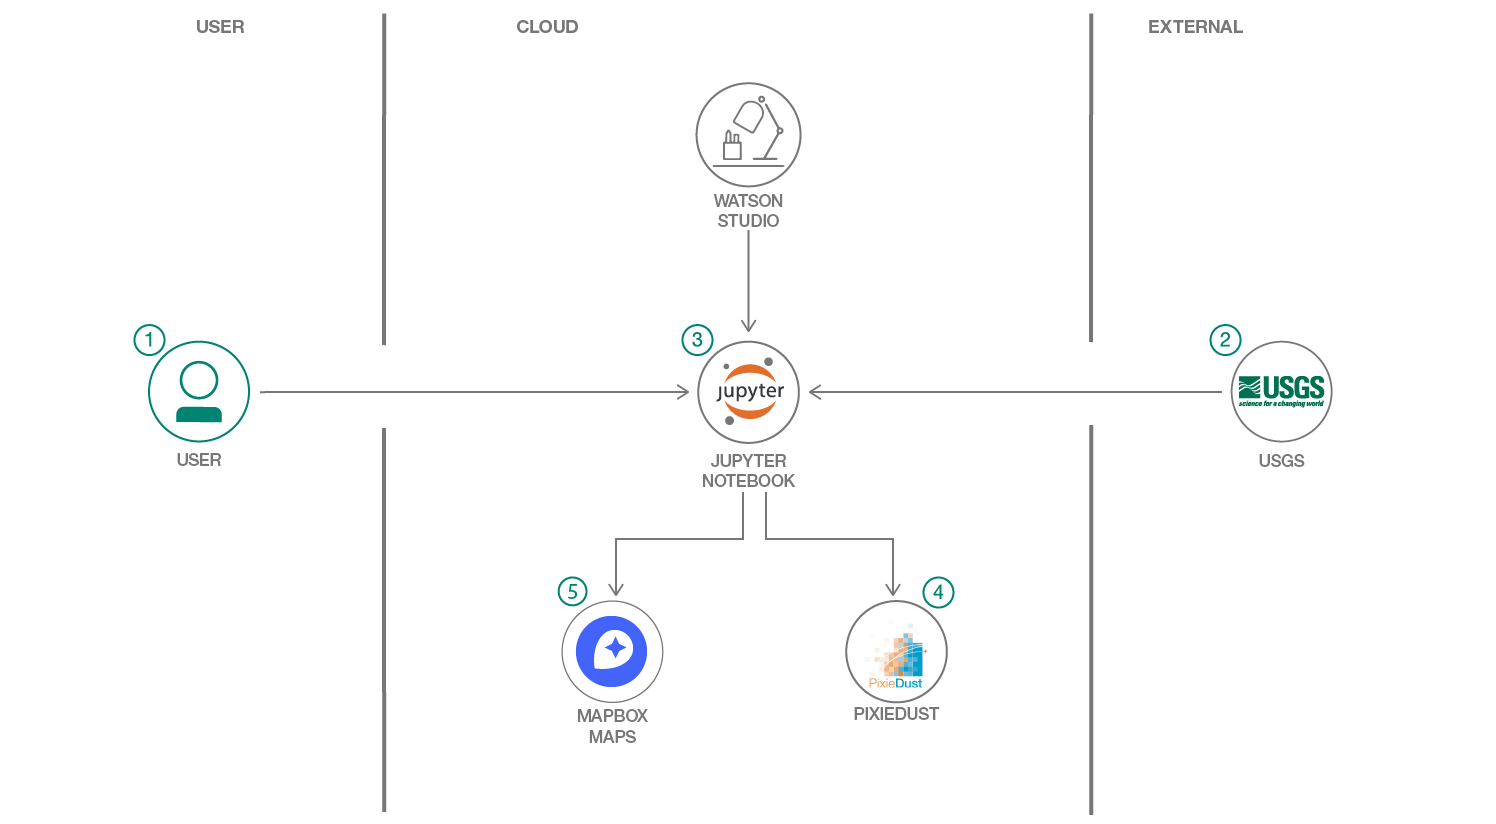 USER
CLOUD
EXTERNAL
WATSON
STUDIO
1
3
2
jupyter
USGS
science for a changing world
USER
JUPYTER
NOTEBOOK
USGS
5
4
PixieDust
MAPBOX
MAPS
PIXIEDUST